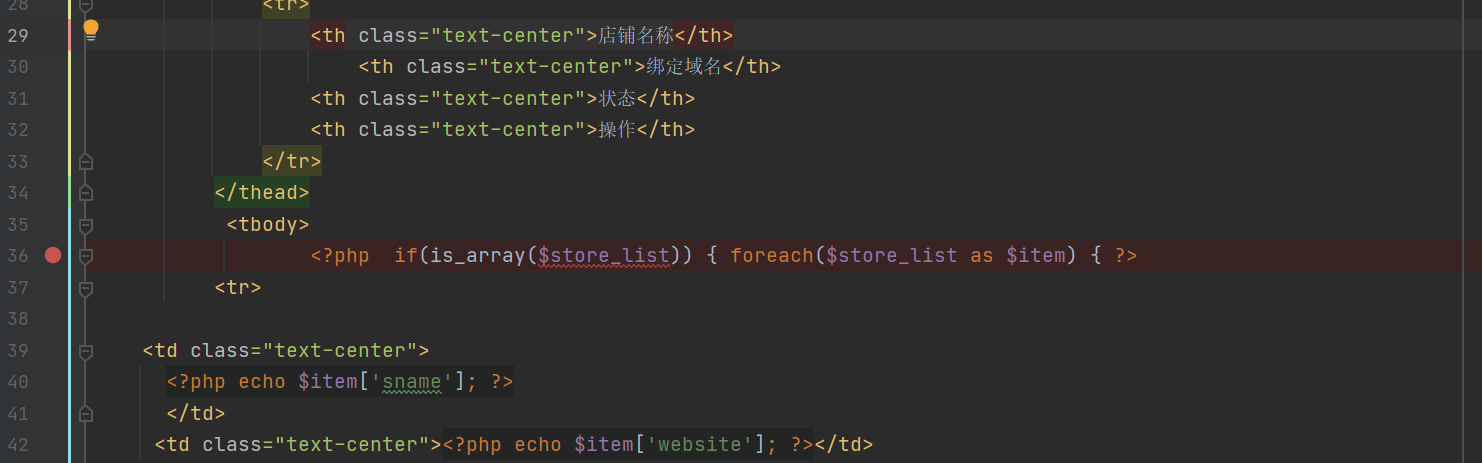 28 <tr>
29 <th class="text-center">店铺名称</th>
30 <th class="text-center">绑定域名</th>
31 <th class="text-center">状态</th>
32 <th class="text-center">操作</th>
33 </tr>
34 </thead>
35 <tbody>
36 <?php  if(is_array($store_list)) { foreach($store_list as $item) { ?>
37 <tr>
38
39 <td class="text-center">
40 <?php echo $item['sname']; ?>
41 </td>
42 <td class="text-center"><?php echo $item['website']; ?></td>